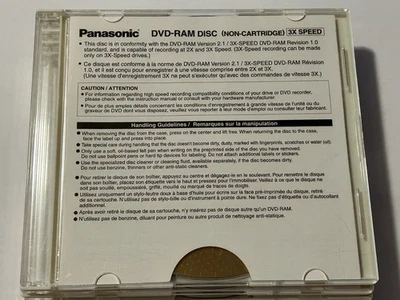 Panasonic DVD-RAM DISC (NON-CARTRIDGE) 3X SPEED
• This disc is in conformity with the DVD-RAM Version 2.1 / 3X-SPEED DVD-RAM Revision 1.0
standard, and is capable of recording at 2X and 3X Speed. (3X-Speed recording can be made
only on 3X-Speed drives.)
• Ce disque est conforme à la norme de DVD-RAM Version 2.1 / 3X-SPEED DVD-RAM Révision
1.0, et il est conçu pour enregistrer à une vitesse comprise entre 2X et 3X.
(Une vitesse d'enregistrement 3X ne peut s'exécuter qu'avec des commandes de vitesse 3X.)
CAUTION / ATTENTION
• For information regarding high speed recording compatibility conditions of your drive or DVD recorder,
please check with the instruction manual or consult with your hardware manufacturer.
• Pour de plus amples détails concernant les conditions d'enregistrement à grande vitesse de l'unité ou du
graveur de DVD dont vous disposez, veuillez vous reporter à leur mode d'emploi ou consulter leur fabricant.
Handling Guidelines / Remarques sur la manipulation
● When removing the disc from the case, press on the center and lift free. When returning the disc to the case,
face the label up and press into place.
● Take special care during handling that the disc doesn't become dirty, dusty, marked with fingerprints, scratched or water (oil).
● Only use a soft, oil-based felt pen when writing on the preprinted side of the disc that you have removed.
Do not use ballpoint pens or hard tip devices for labeling. Do not attach additional labels or stickers.
● Use the specialized disc cleaner or cleaning fluid, available separately, if the disc becomes dirty.
Do not use benzine, thinners, water, or antistatic cleaners.
● Pour retirer le disque de son boîtier, appuyez au centre et dégagez-le en le soulevant. Pour remettre le disque
dans son boîtier, placez son étiquette vers le haut et pressez pour l'insérer. Veillez à ce que les disques ne
soit pas souillé, empoussiéré, griffé, mouillé ou marqué de traces de doigts.
● Utilisez uniquement un stylo-feutre doux à base d'huile pour écrire sur la face pré-imprimée du disque, retiré
de sa cartouche. N'utilisez pas de stylo-bille ou d'instrument à pointe dure. N'apposez pas d'étiquette ou d'autocollant
additionnel.
● Après avoir retiré le disque de sa cartouche, n'y insérez pas de disque autre qu'un DVD-RAM.
● N'utilisez pas de benzine, diluant pour peinture ou autre produit de nettoyage anti-statique.